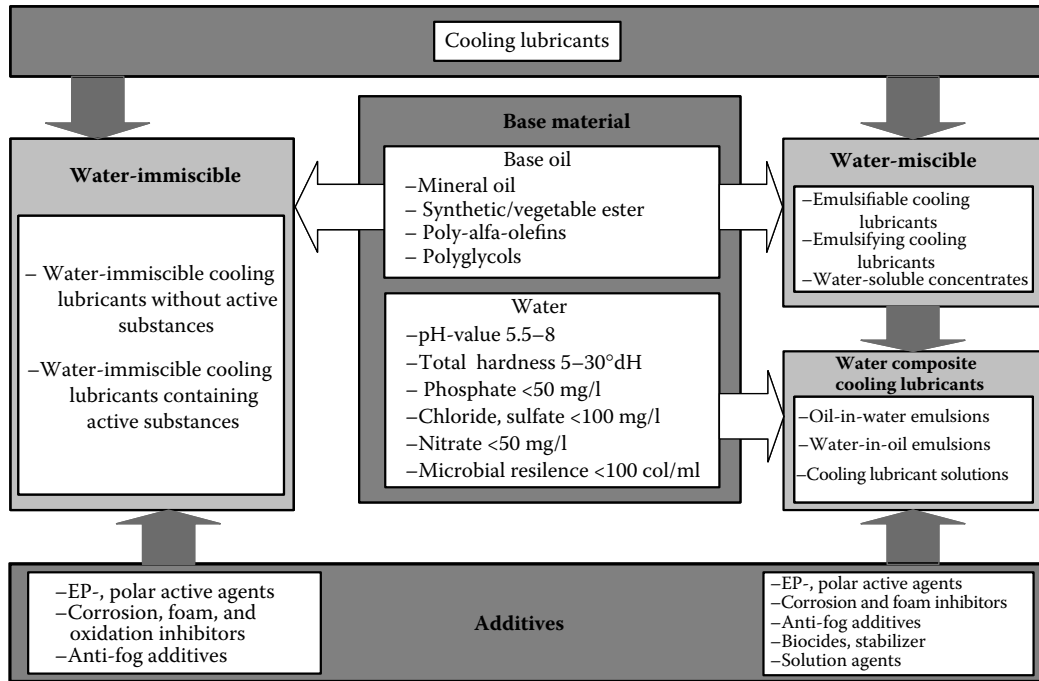 Cooling lubricants
Water-immiscible
– Water-immiscible cooling
lubricants without active
substances
–Water-immiscible cooling
lubricants containing
active substances
Base material
Base oil
–Mineral oil
– Synthetic/vegetable ester
– Poly-alfa-olefins
– Polyglycols
Water
–pH-value 5.5–8
–Total hardness 5–30°dH
– Phosphate <50 mg/l
–Chloride, sulfate <100 mg/l
–Nitrate <50 mg/l
–Microbial resilence <100 col/ml
Water-miscible
–Emulsifiable cooling
lubricants
–Emulsifying cooling
lubricants
–Water-soluble concentrates
Water composite
cooling lubricants
–Oil-in-water emulsions
–Water-in-oil emulsions
–Cooling lubricant solutions
–EP-, polar active agents
–Corrosion, foam, and
oxidation inhibitors
–Anti-fog additives
Additives
–EP-, polar active agents
–Corrosion and foam inhibitors
–Anti-fog additives
–Biocides, stabilizer
–Solution agents